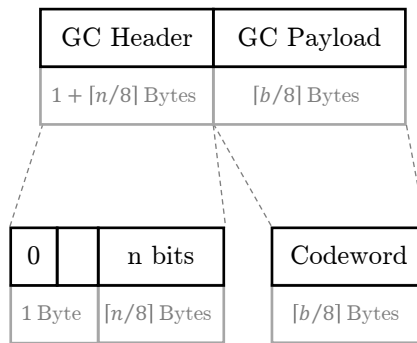 GC Header GC Payload
1 + ⌈n/8⌉ Bytes ⌈b/8⌉ Bytes
0 n bits Codeword
1 Byte ⌈n/8⌉ Bytes ⌈b/8⌉ Bytes